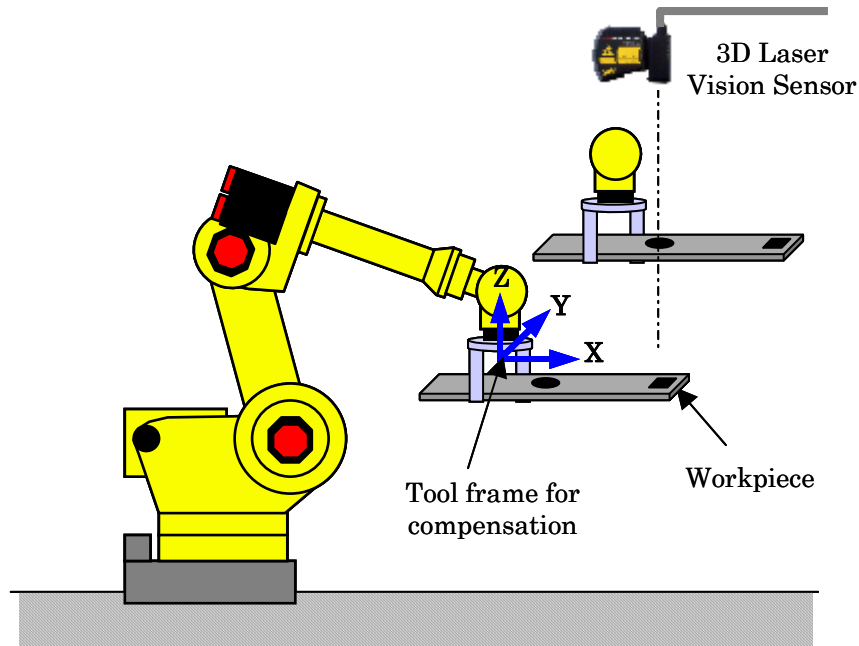 3D Laser
Vision Sensor
Z
Y
X
Workpiece
Tool frame for
compensation